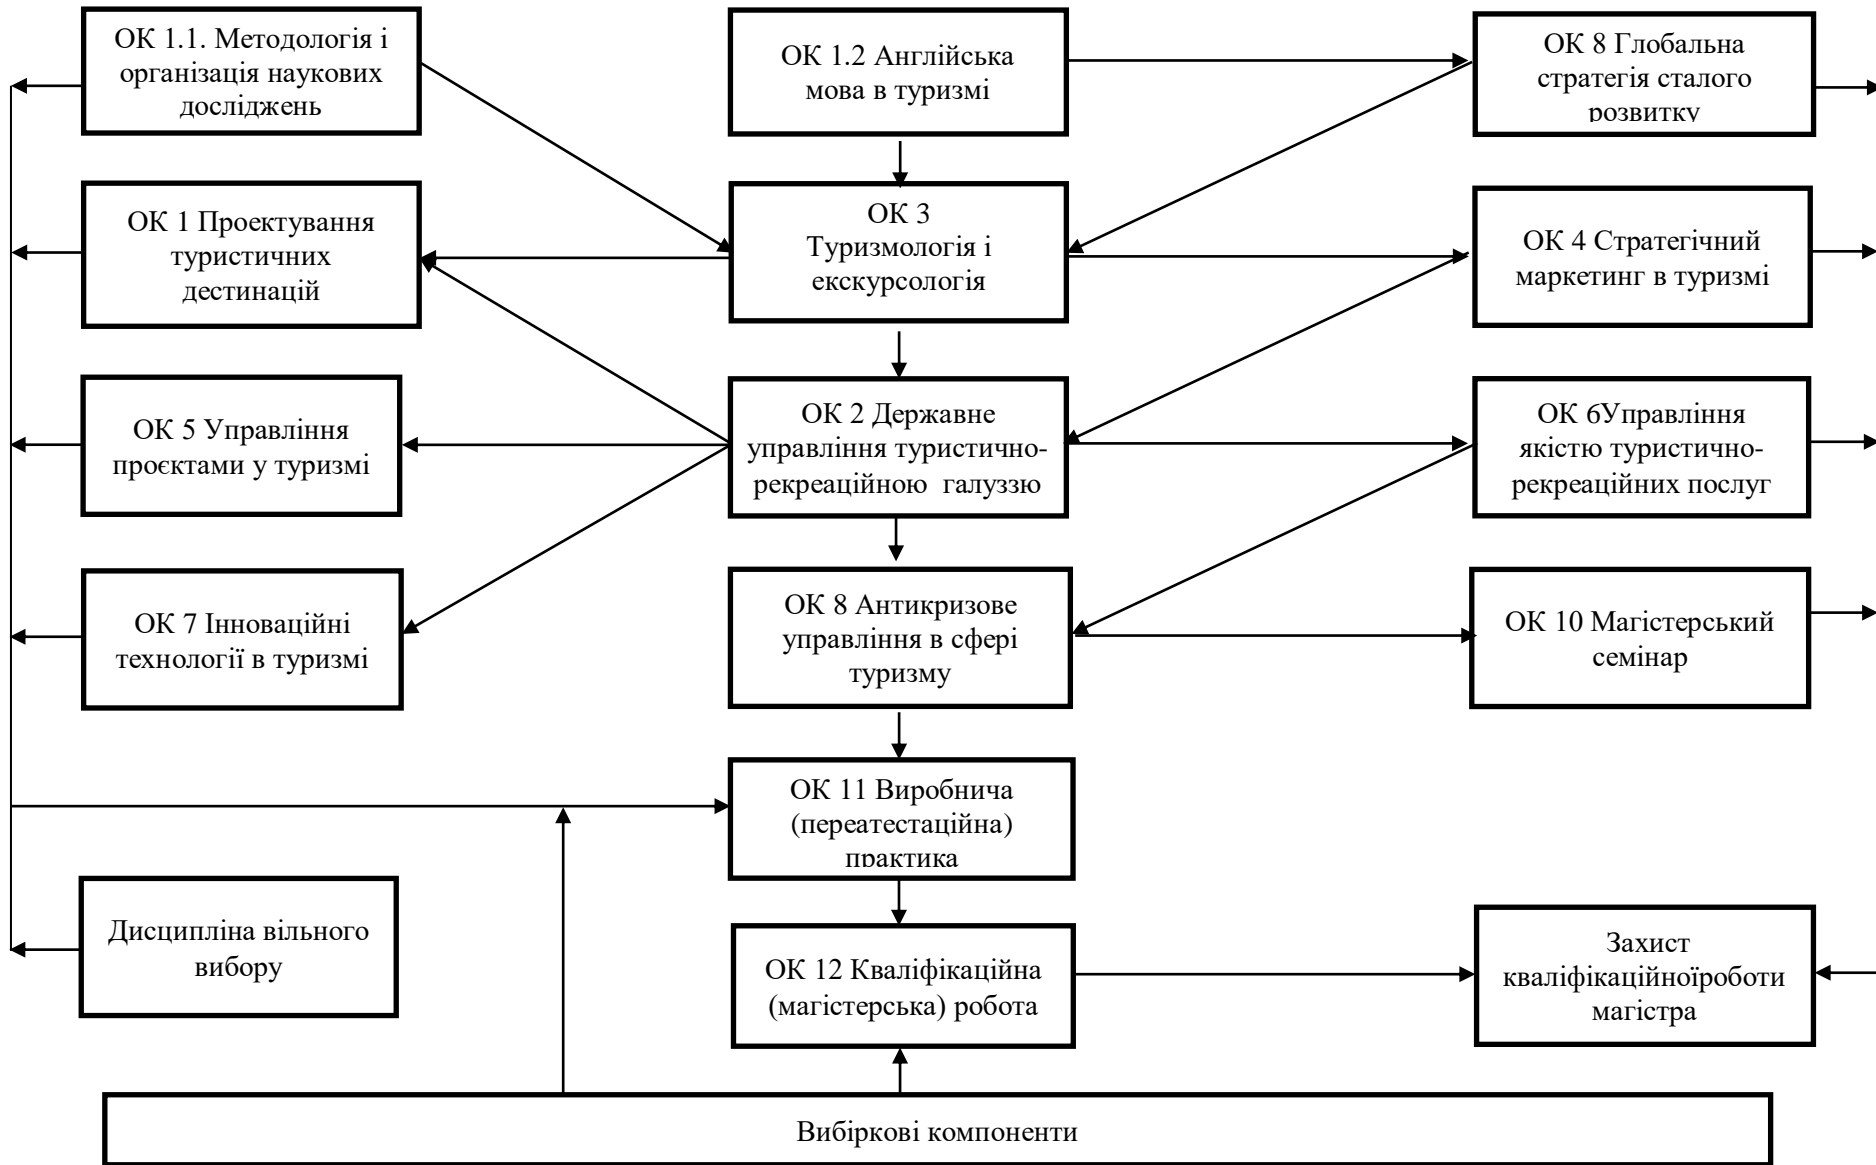 ОК 1.1. Методологія і
організація наукових
досліджень
ОК 1.2 Англійська
мова в туризмі
ОК 8 Глобальна
стратегія сталого
розвитку
ОК 1 Проектування
туристичних
дестинацій
ОК 3
Туризмологія і
екскурсологія
ОК 4 Стратегічний
маркетинг в туризмі
ОК 5 Управління
проєктами у туризмі
ОК 2 Державне
управління туристично-
рекреаційною галуззю
ОК 6Управління
якістю туристично-
рекреаційних послуг
ОК 7 Інноваційні
технології в туризмі
ОК 8 Антикризове
управління в сфері
туризму
ОК 10 Магістерський
семінар
ОК 11 Виробнича
(переатестаційна)
практика
Дисципліна вільного
вибору
ОК 12 Кваліфікаційна
(магістерська) робота
Захист
кваліфікаційноїроботи
магістра
Вибіркові компоненти